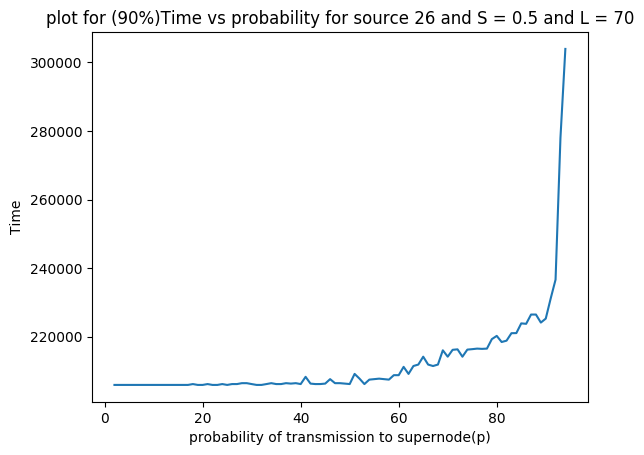 plot for (90%)Time vs probability for source 26 and S = 0.5 and L = 70
300000
280000
260000
240000
220000
Time
0 20 40 60 80
probability of transmission to supernode(p)